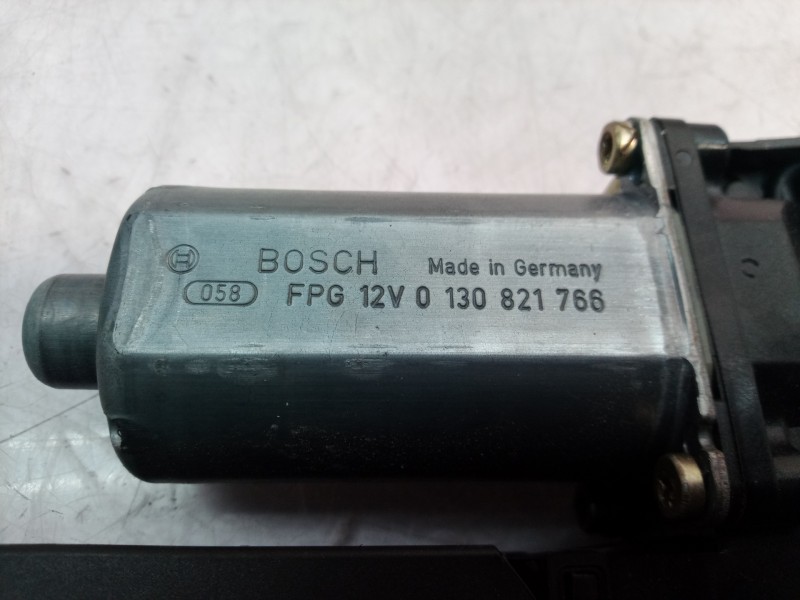 BOSCH Made in Germany
058 FPG 12V 0 130 821 766